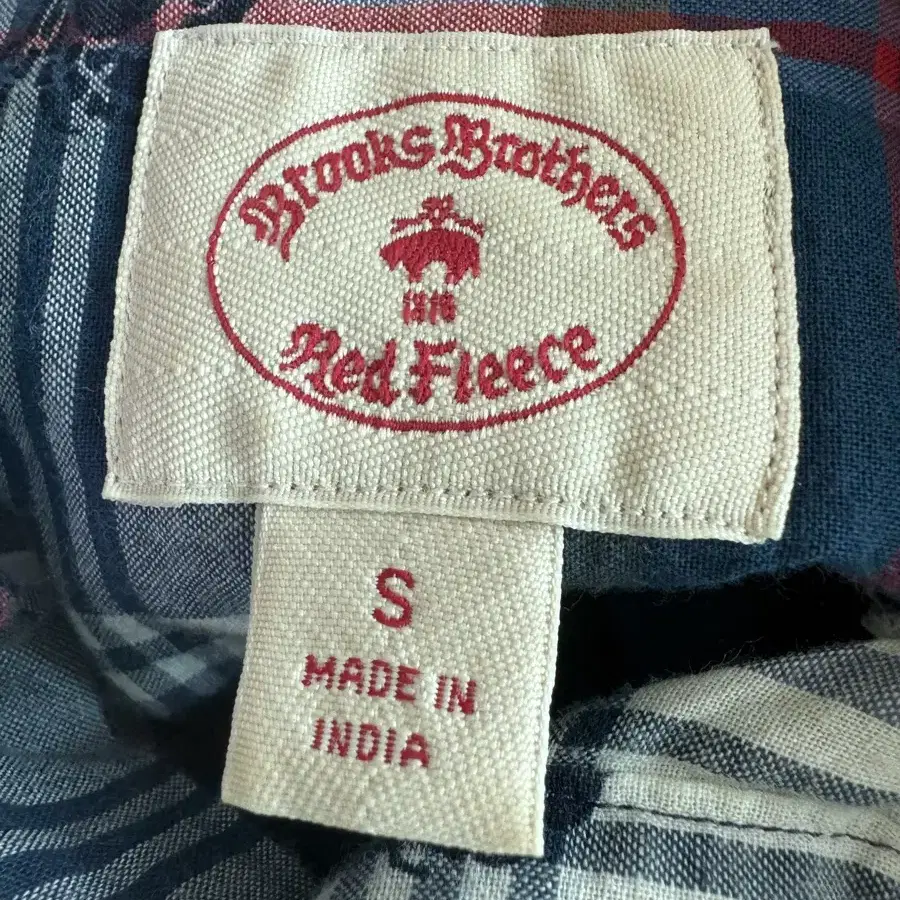 Brooks Brothers
1818
Red Fleece
S
MADE IN
INDIA